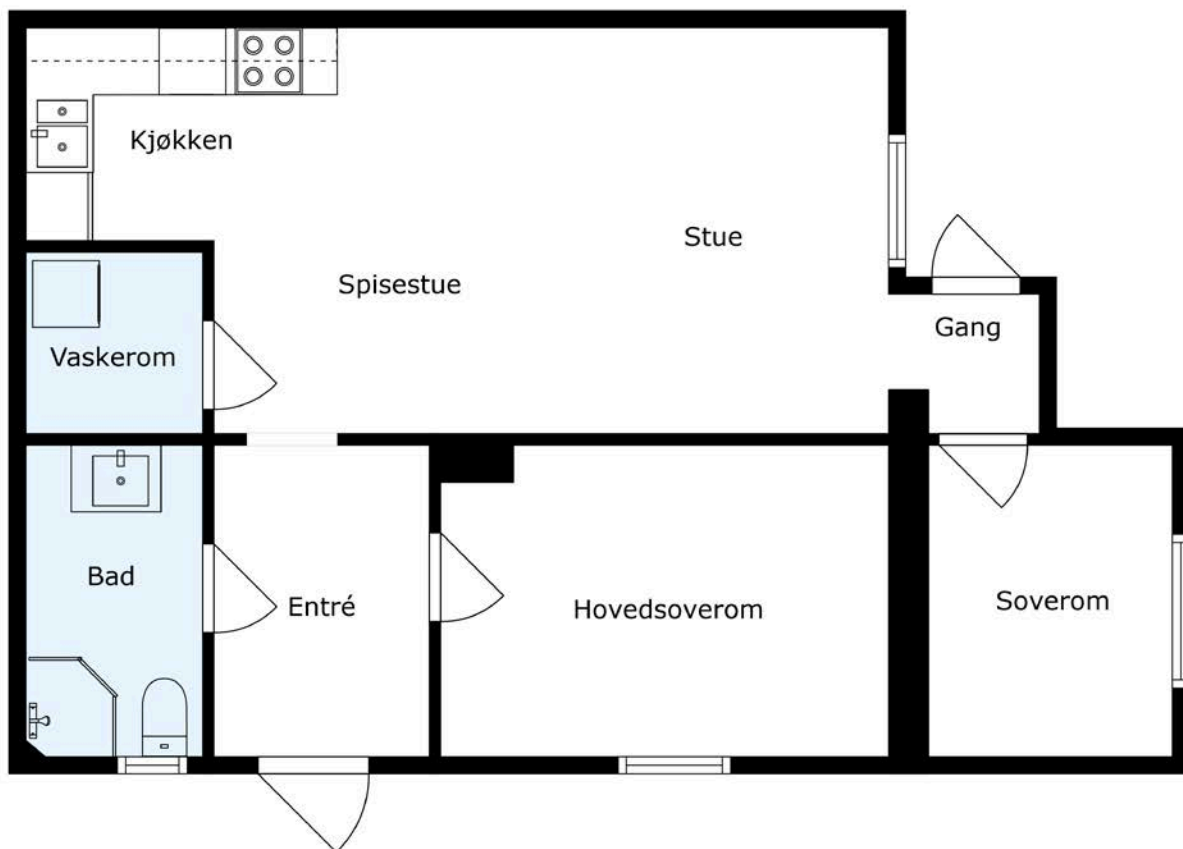 Kjøkken
Stue
Spisestue
Gang
Vaskerom
Bad
Entré
Hovedsoverom
Soverom